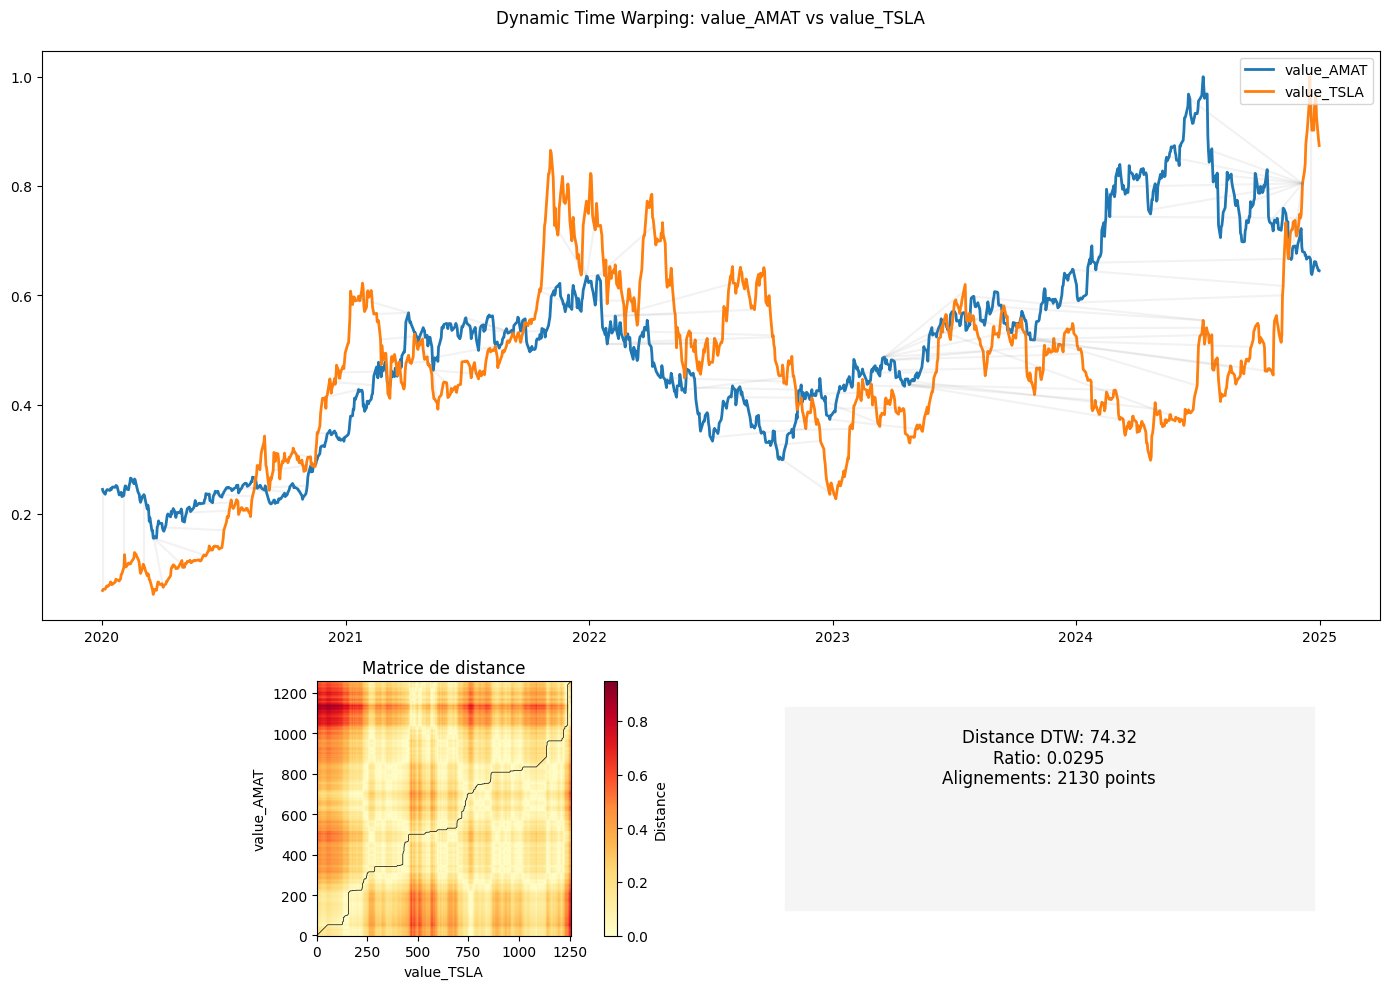 Dynamic Time Warping: value_AMAT vs value_TSLA
value_AMAT
value_TSLA
1.0
0.8
0.6
0.4
0.2
2020 2021 2022 2023 2024 2025
Matrice de distance
1200
1000
800
600
400
200
0
value_AMAT
0 250 500 750 1000 1250
value_TSLA
0.8
0.6
0.4
0.2
0.0
Distance
Distance DTW: 74.32
Ratio: 0.0295
Alignements: 2130 points